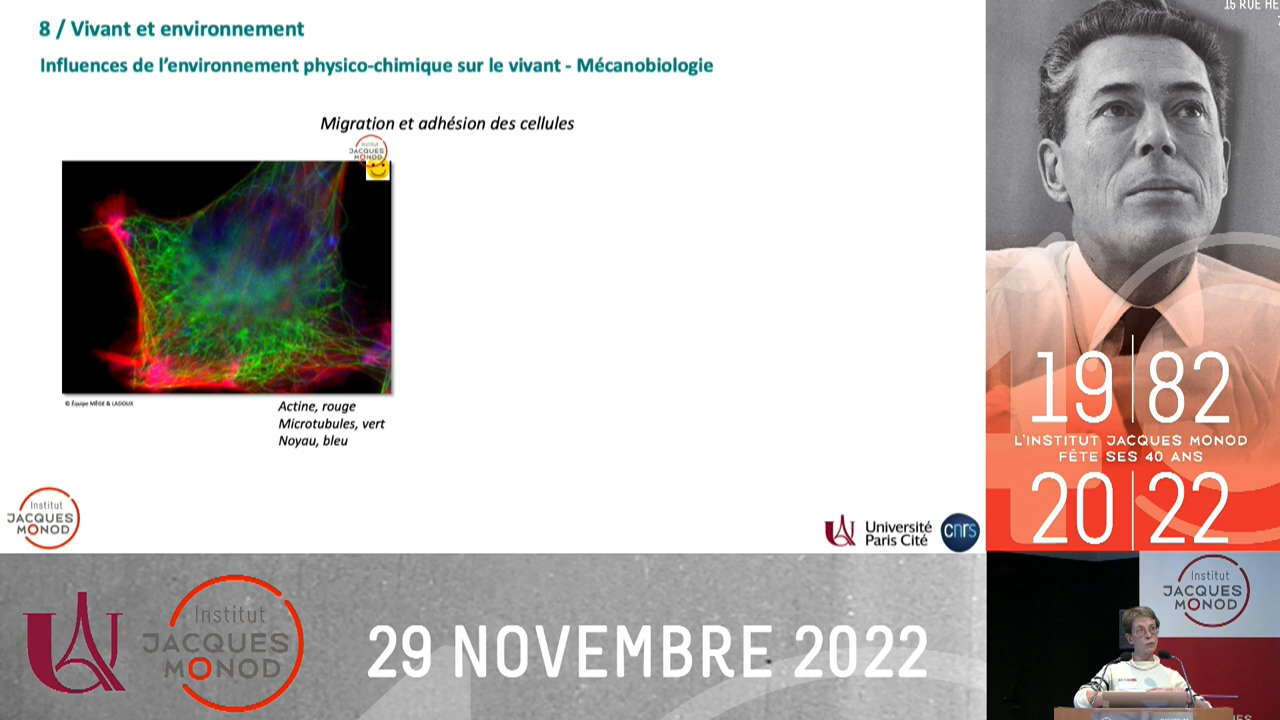 8 / Vivant et environnement
Influences de l'environnement physico-chimique sur le vivant - Mécanobiologie
Migration et adhésion des cellules
Institut
JACQUES
MONOD
© Équipe MÈGE & LADOUX
Actine, rouge
Microtubules, vert
Noyau, bleu
Institut
JACQUES
MONOD
Université
Paris Cité
cnrs
15 RUE HE
19|82
L'INSTITUT JACQUES MONOD
FÊTE SES 40 ANS
20|22
Institut
JACQUES
MONOD
29 NOVEMBRE 2022
Institut
JACQUES
MONOD